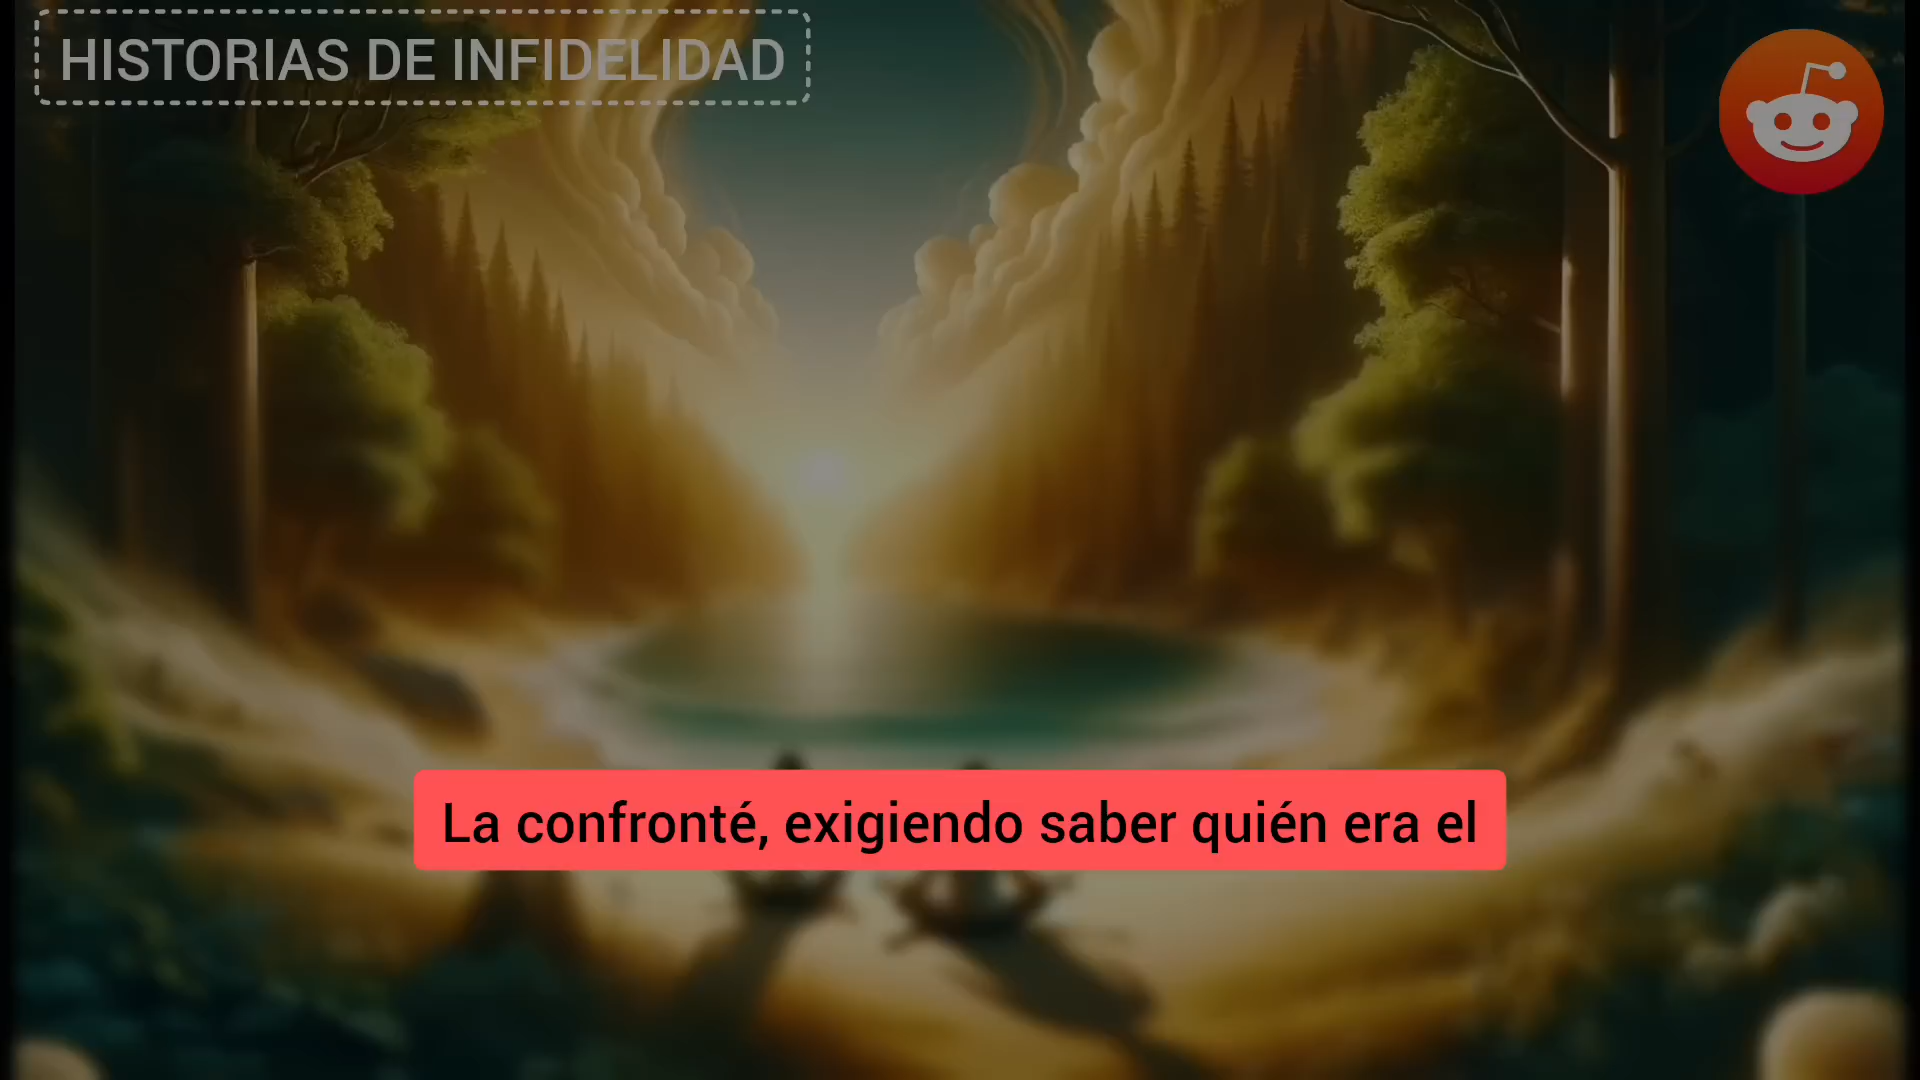 HISTORIAS DE INFIDELIDAD
La confronté, exigiendo saber quién era el